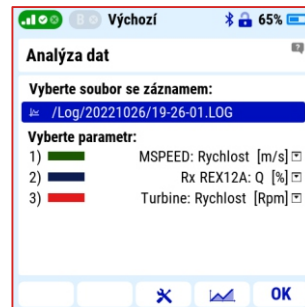 B Výchozí 65%
Analýza dat
Vyberte soubor se záznamem:
/Log/20221026/19-26-01.LOG
Vyberte parametr:
1) MSPEED: Rychlost [m/s]
2) Rx REX12A: Q [%]
3) Turbine: Rychlost [Rpm]
OK